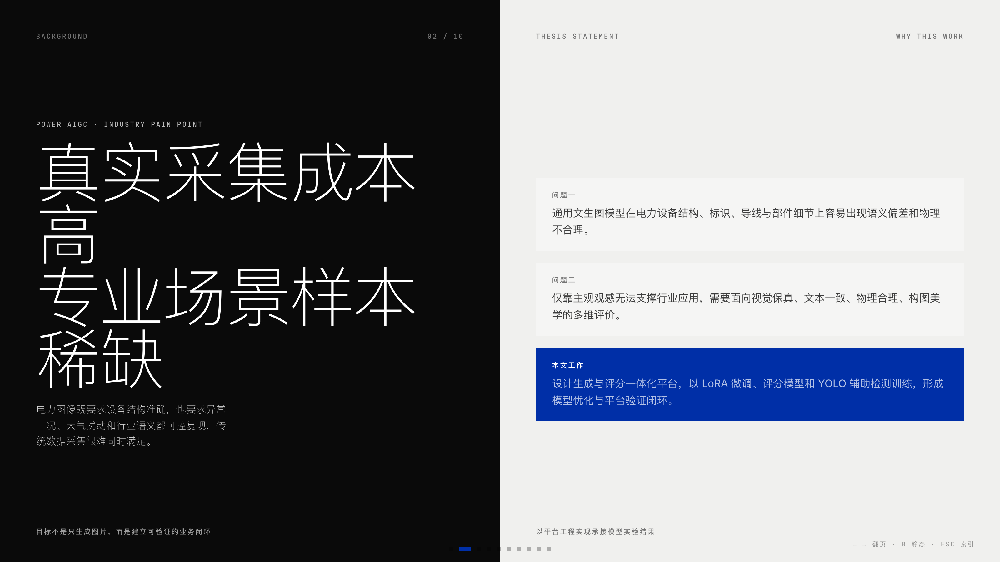 BACKGROUND
02 / 10
POWER AIGC · INDUSTRY PAIN POINT
真实采集成本
高
专业场景样本
稀缺
电力图像既要求设备结构准确，也要求异常
工况、天气扰动和行业语义都可控复现，传
统数据采集很难同时满足。
目标不是只生成图片，而是建立可验证的业务闭环
THESIS STATEMENT
WHY THIS WORK
问题一
通用文生图模型在电力设备结构、标识、导线与部件细节上容易出现语义偏差和物理
不合理。
问题二
仅靠主观观感无法支撑行业应用，需要面向视觉保真、文本一致、物理合理、构图美
学的多维评价。
本文工作
设计生成与评分一体化平台，以 LoRA 微调、评分模型和 YOLO 辅助检测训练，形成
模型优化与平台验证闭环。
以平台工程实现承接模型实验结果
← → 翻页 · B 静态 · ESC 索引